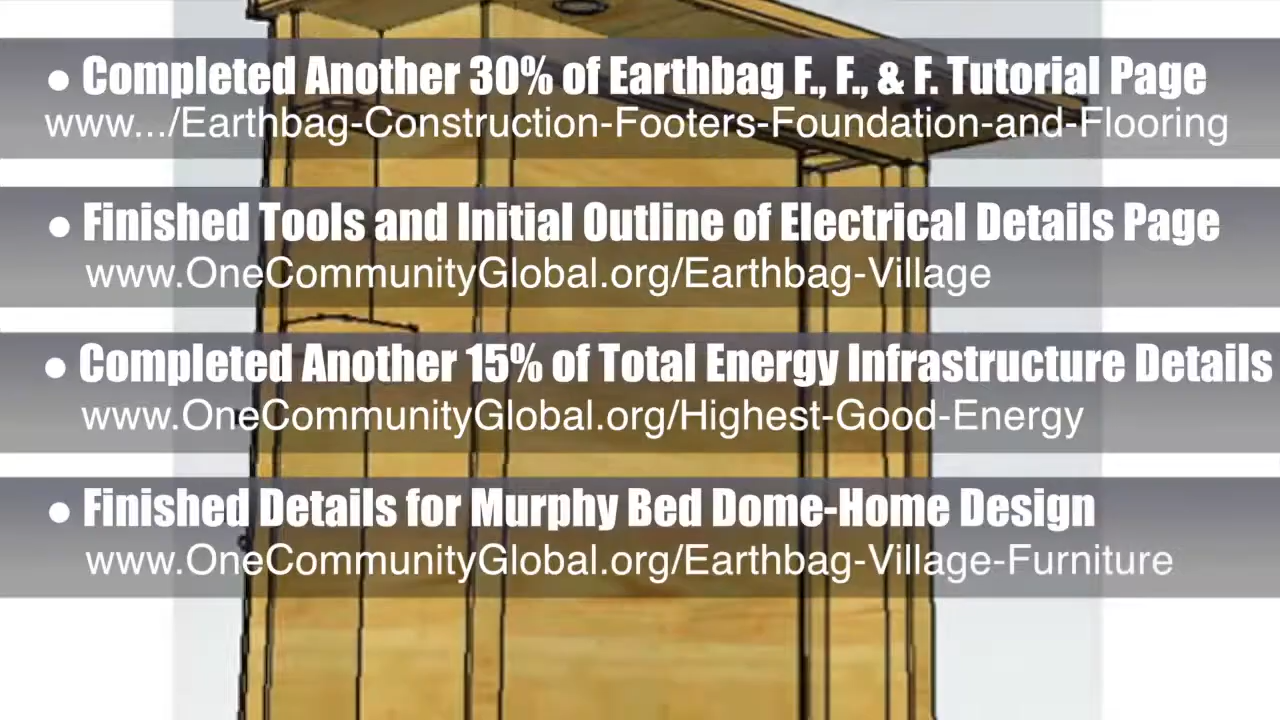 ● Completed Another 30% of Earthbag F., F., & F. Tutorial Page
www.../Earthbag-Construction-Footers-Foundation-and-Flooring
● Finished Tools and Initial Outline of Electrical Details Page
www.OneCommunityGlobal.org/Earthbag-Village
● Completed Another 15% of Total Energy Infrastructure Details
www.OneCommunityGlobal.org/Highest-Good-Energy
● Finished Details for Murphy Bed Dome-Home Design
www.OneCommunityGlobal.org/Earthbag-Village-Furniture